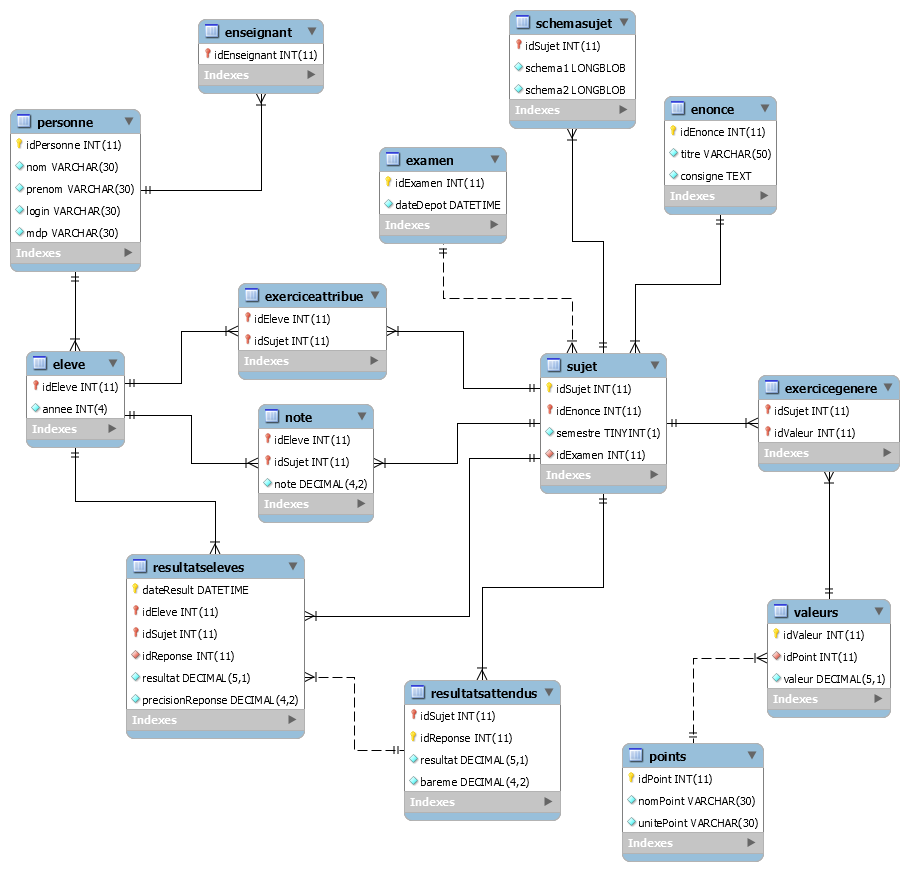 enseignant
idEnseignant INT(11)
Indexes
schemasujet
idSujet INT(11)
schema1 LONGBLOB
schema2 LONGBLOB
Indexes
personne
idPersonne INT(11)
nom VARCHAR(30)
prenom VARCHAR(30)
login VARCHAR(30)
mdp VARCHAR(30)
Indexes
examen
idExamen INT(11)
dateDepot DATETIME
Indexes
enonce
idEnonce INT(11)
titre VARCHAR(50)
consigne TEXT
Indexes
exerciceattribue
idEleve INT(11)
idSujet INT(11)
Indexes
eleve
idEleve INT(11)
annee INT(4)
Indexes
note
idEleve INT(11)
idSujet INT(11)
note DECIMAL(4,2)
Indexes
sujet
idSujet INT(11)
idEnonce INT(11)
semestre TINYINT(1)
idExamen INT(11)
Indexes
exercicegenere
idSujet INT(11)
idValeur INT(11)
Indexes
resultatseleves
dateResult DATETIME
idEleve INT(11)
idSujet INT(11)
idReponse INT(11)
resultat DECIMAL(5,1)
precisionReponse DECIMAL(4,2)
Indexes
resultatsattendus
idSujet INT(11)
idReponse INT(11)
resultat DECIMAL(5,1)
bareme DECIMAL(4,2)
Indexes
valeurs
idValeur INT(11)
idPoint INT(11)
valeur DECIMAL(5,1)
Indexes
points
idPoint INT(11)
nomPoint VARCHAR(30)
unitePoint VARCHAR(30)
Indexes